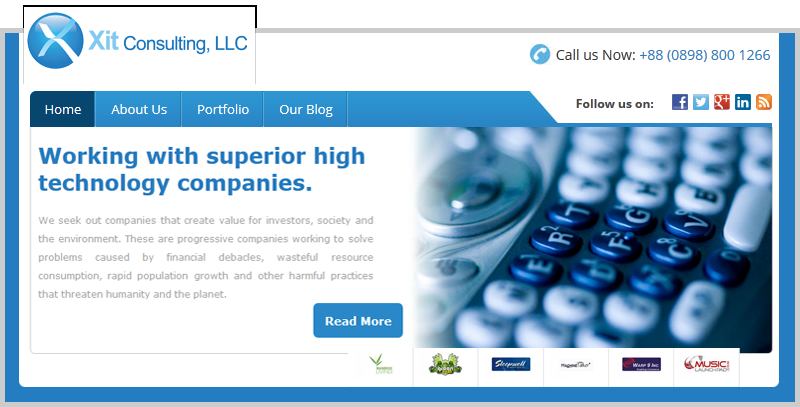 Xit Consulting, LLC
Call us Now: +88 (0898) 800 1266
Home About Us Portfolio Our Blog
Follow us on:
Working with superior high
technology companies.
We seek out companies that create value for investors, society and
the environment. These are progressive companies working to solve
problems caused by financial debacles, wasteful resource
consumption, rapid population growth and other harmful practices
that threaten humanity and the planet.
Read More
R F V
E D C
T G
Sleepwell
MUSIC
LAUNCHPAD